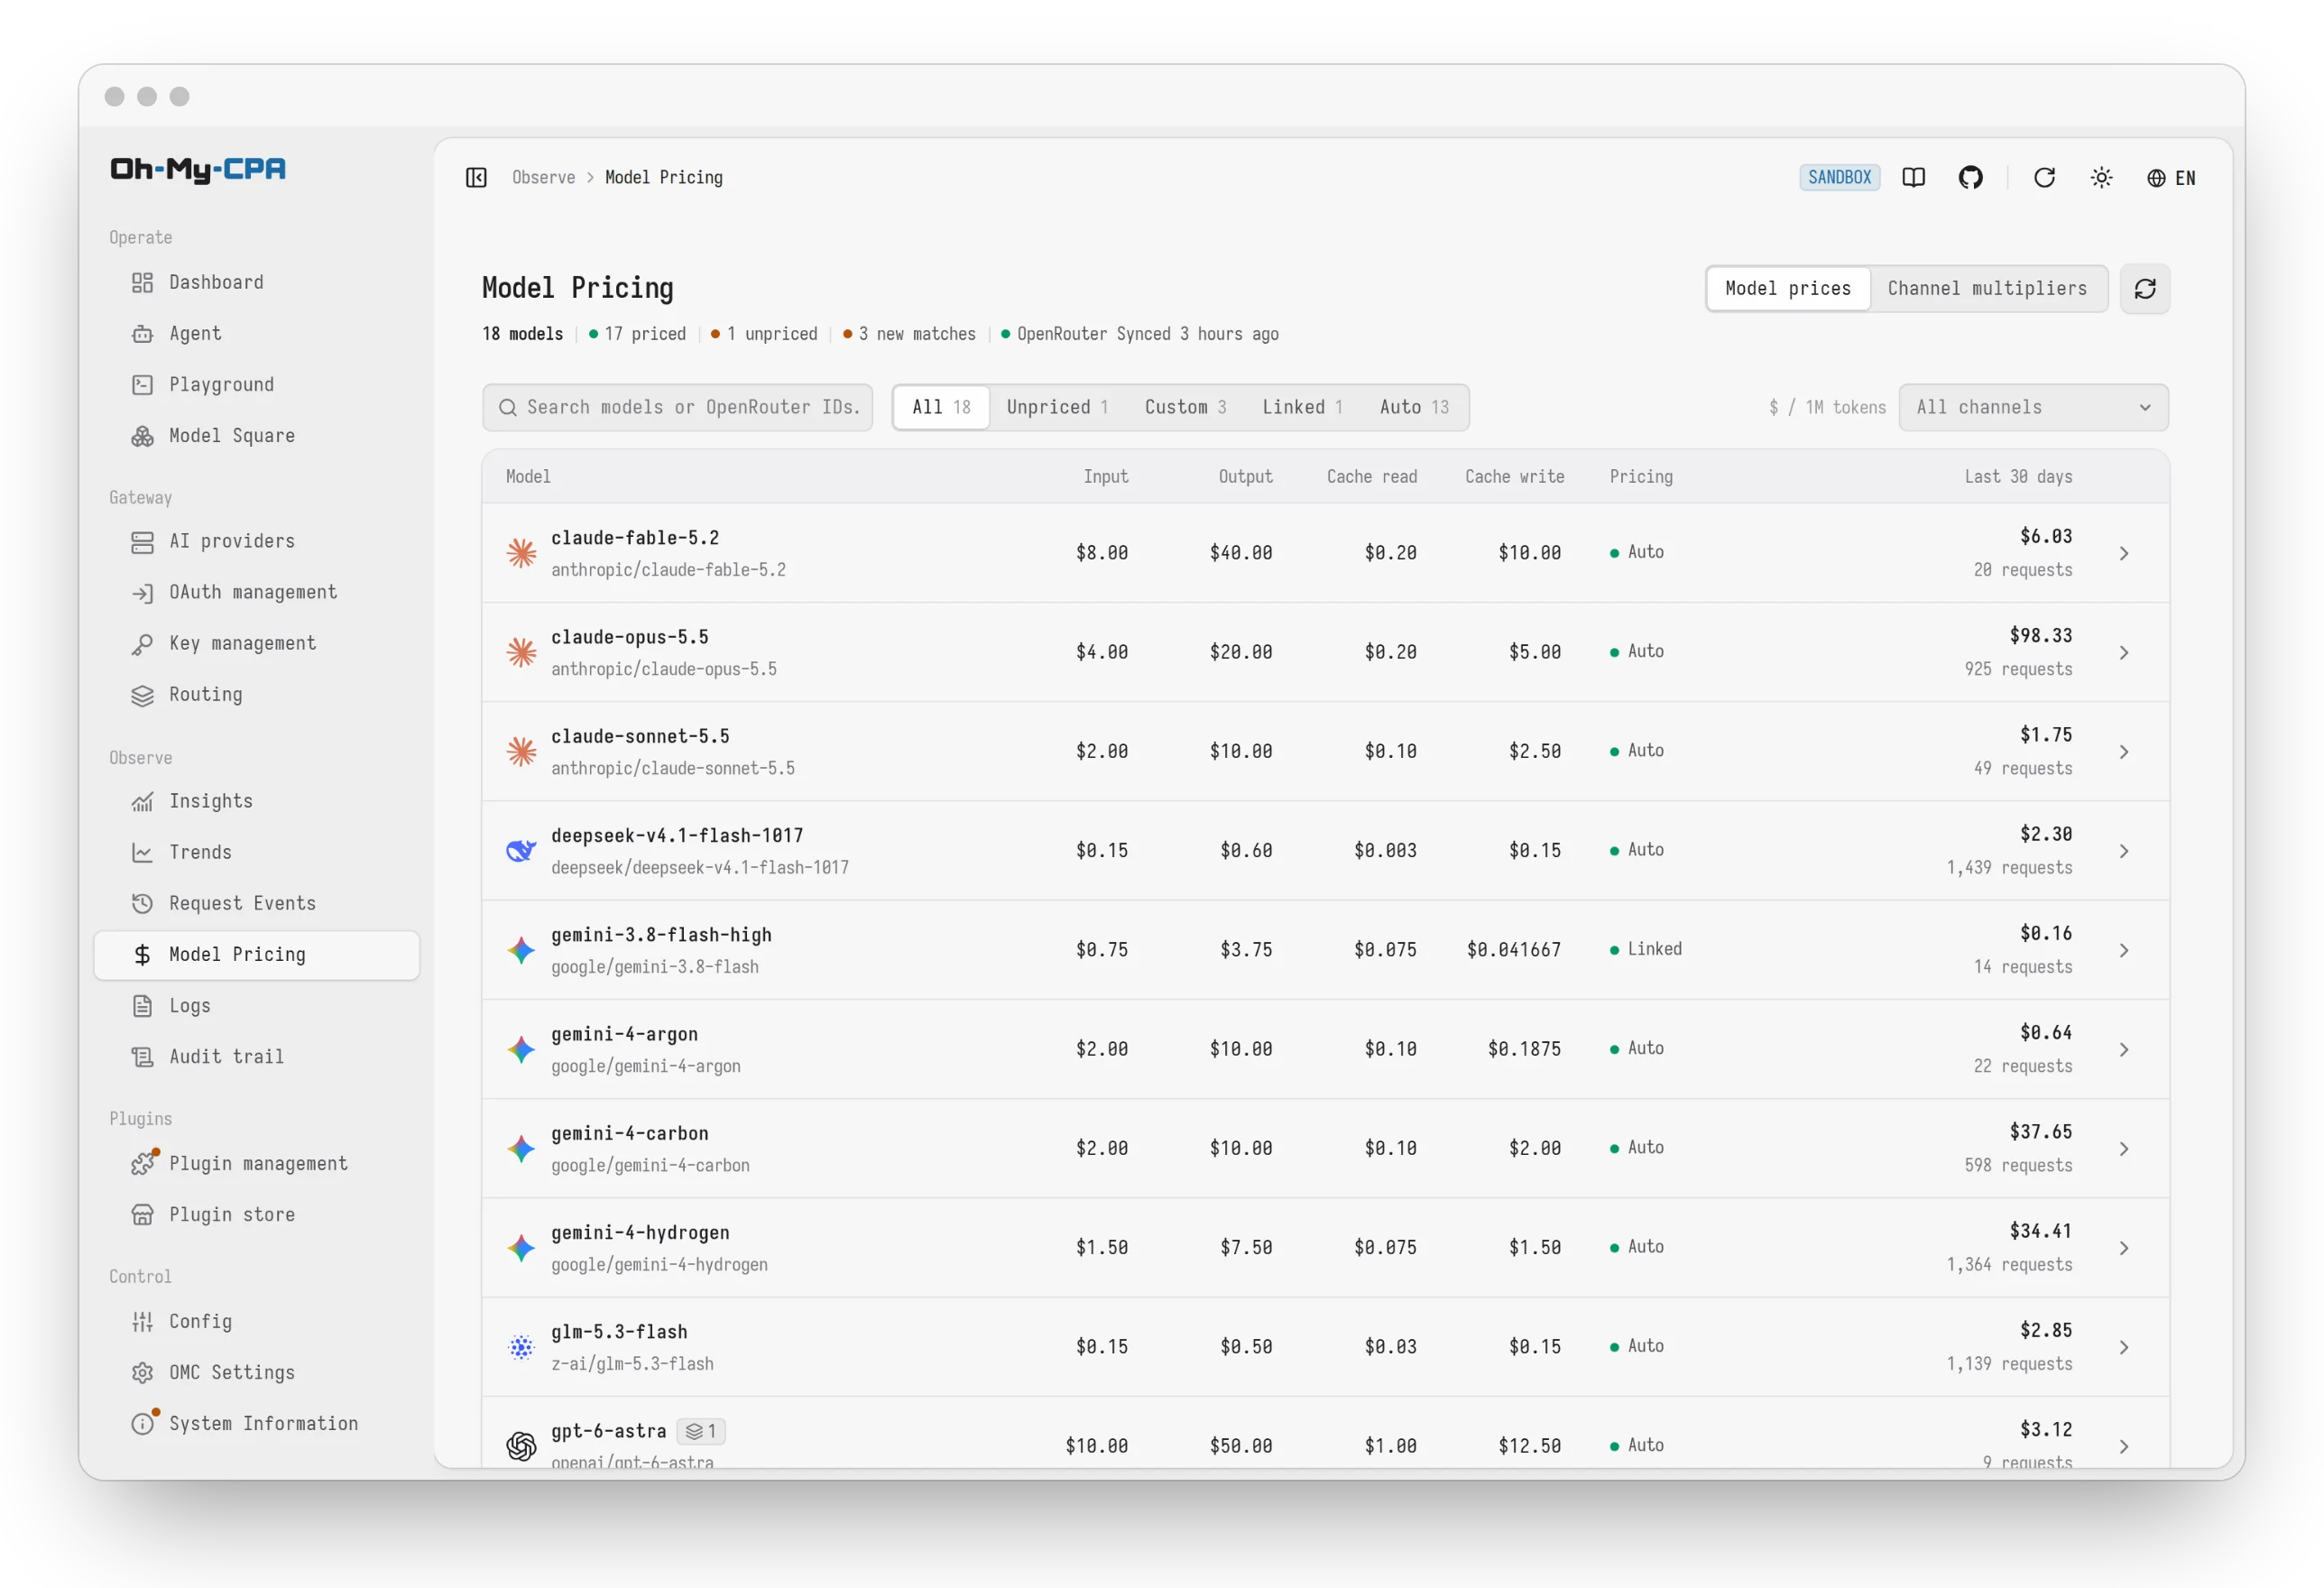 Oh-My-CPA
Operate
Dashboard
Agent
Playground
Model Square
Gateway
AI providers
OAuth management
Key management
Routing
Observe
Insights
Trends
Request Events
Model Pricing
Logs
Audit trail
Plugins
Plugin management
Plugin store
Control
Config
OMC Settings
System Information
Observe > Model Pricing
SANDBOX
EN
Model Pricing
Model prices
Channel multipliers
18 models | 17 priced | 1 unpriced | 3 new matches | OpenRouter Synced 3 hours ago
Search models or OpenRouter IDs.
All 18
Unpriced 1
Custom 3
Linked 1
Auto 13
$ / 1M tokens
All channels
Model Input Output Cache read Cache write Pricing Last 30 days
claude-fable-5.2
anthropic/claude-fable-5.2
$8.00 $40.00 $0.20 $10.00 Auto
$6.03
20 requests
claude-opus-5.5
anthropic/claude-opus-5.5
$4.00 $20.00 $0.20 $5.00 Auto
$98.33
925 requests
claude-sonnet-5.5
anthropic/claude-sonnet-5.5
$2.00 $10.00 $0.10 $2.50 Auto
$1.75
49 requests
deepseek-v4.1-flash-1017
deepseek/deepseek-v4.1-flash-1017
$0.15 $0.60 $0.003 $0.15 Auto
$2.30
1,439 requests
gemini-3.8-flash-high
google/gemini-3.8-flash
$0.75 $3.75 $0.075 $0.041667 Linked
$0.16
14 requests
gemini-4-argon
google/gemini-4-argon
$2.00 $10.00 $0.10 $0.1875 Auto
$0.64
22 requests
gemini-4-carbon
google/gemini-4-carbon
$2.00 $10.00 $0.10 $2.00 Auto
$37.65
598 requests
gemini-4-hydrogen
google/gemini-4-hydrogen
$1.50 $7.50 $0.075 $1.50 Auto
$34.41
1,364 requests
glm-5.3-flash
z-ai/glm-5.3-flash
$0.15 $0.50 $0.03 $0.15 Auto
$2.85
1,139 requests
gpt-6-astra 1
openai/gpt-6-astra
$10.00 $50.00 $1.00 $12.50 Auto
$3.12
9 requests